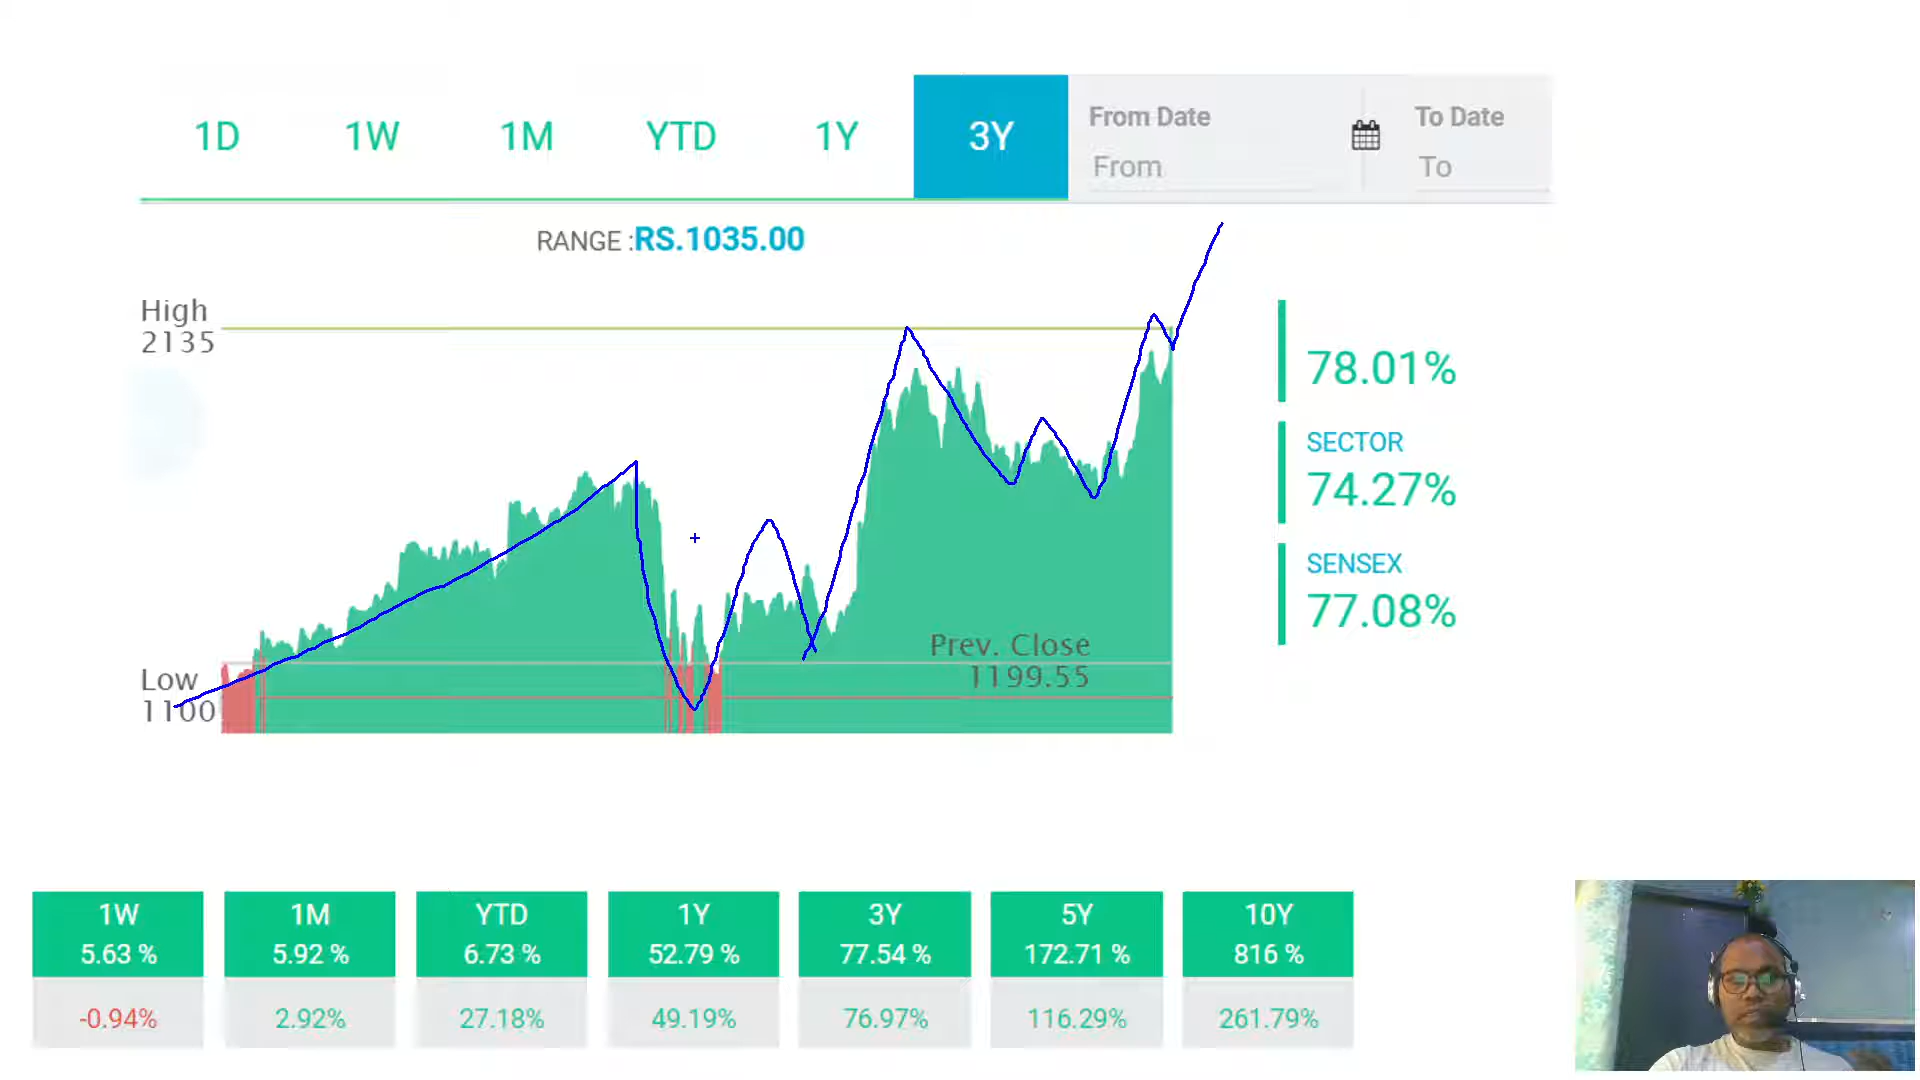 1D 1W 1M YTD 1Y 3Y From Date To Date
From To
RANGE :RS.1035.00
High
2135
78.01%
SECTOR
74.27%
SENSEX
77.08%
Prev. Close
1199.55
Low
1100
1W 1M YTD 1Y 3Y 5Y 10Y
5.63 % 5.92 % 6.73 % 52.79 % 77.54 % 172.71 % 816 %
-0.94% 2.92% 27.18% 49.19% 76.97% 116.29% 261.79%